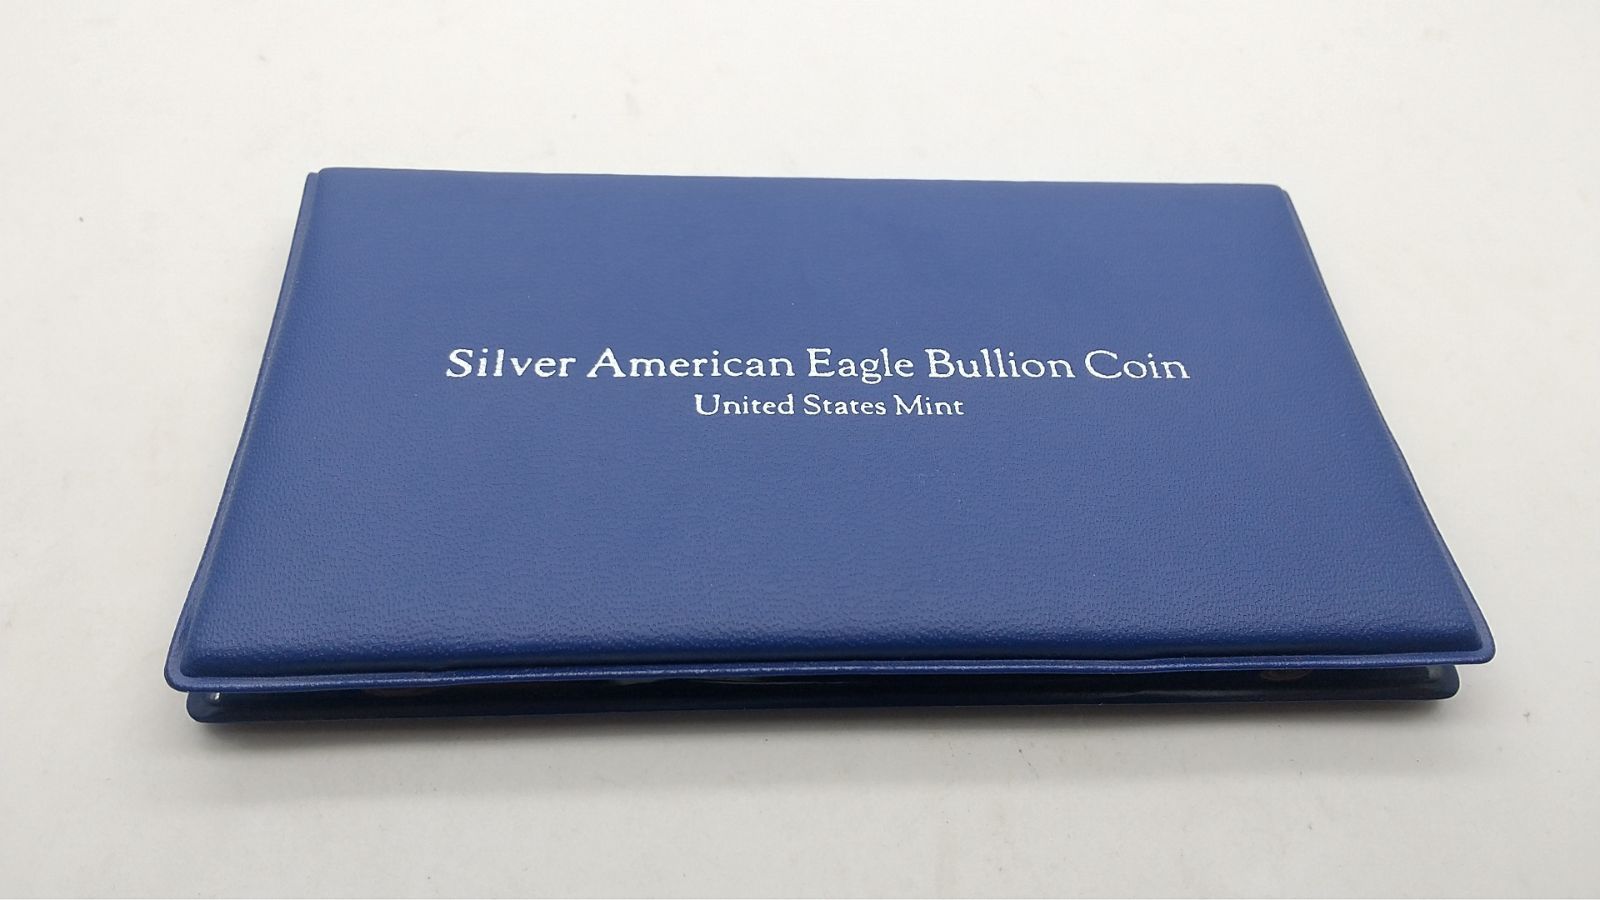 Silver American Eagle Bullion Coin
United States Mint